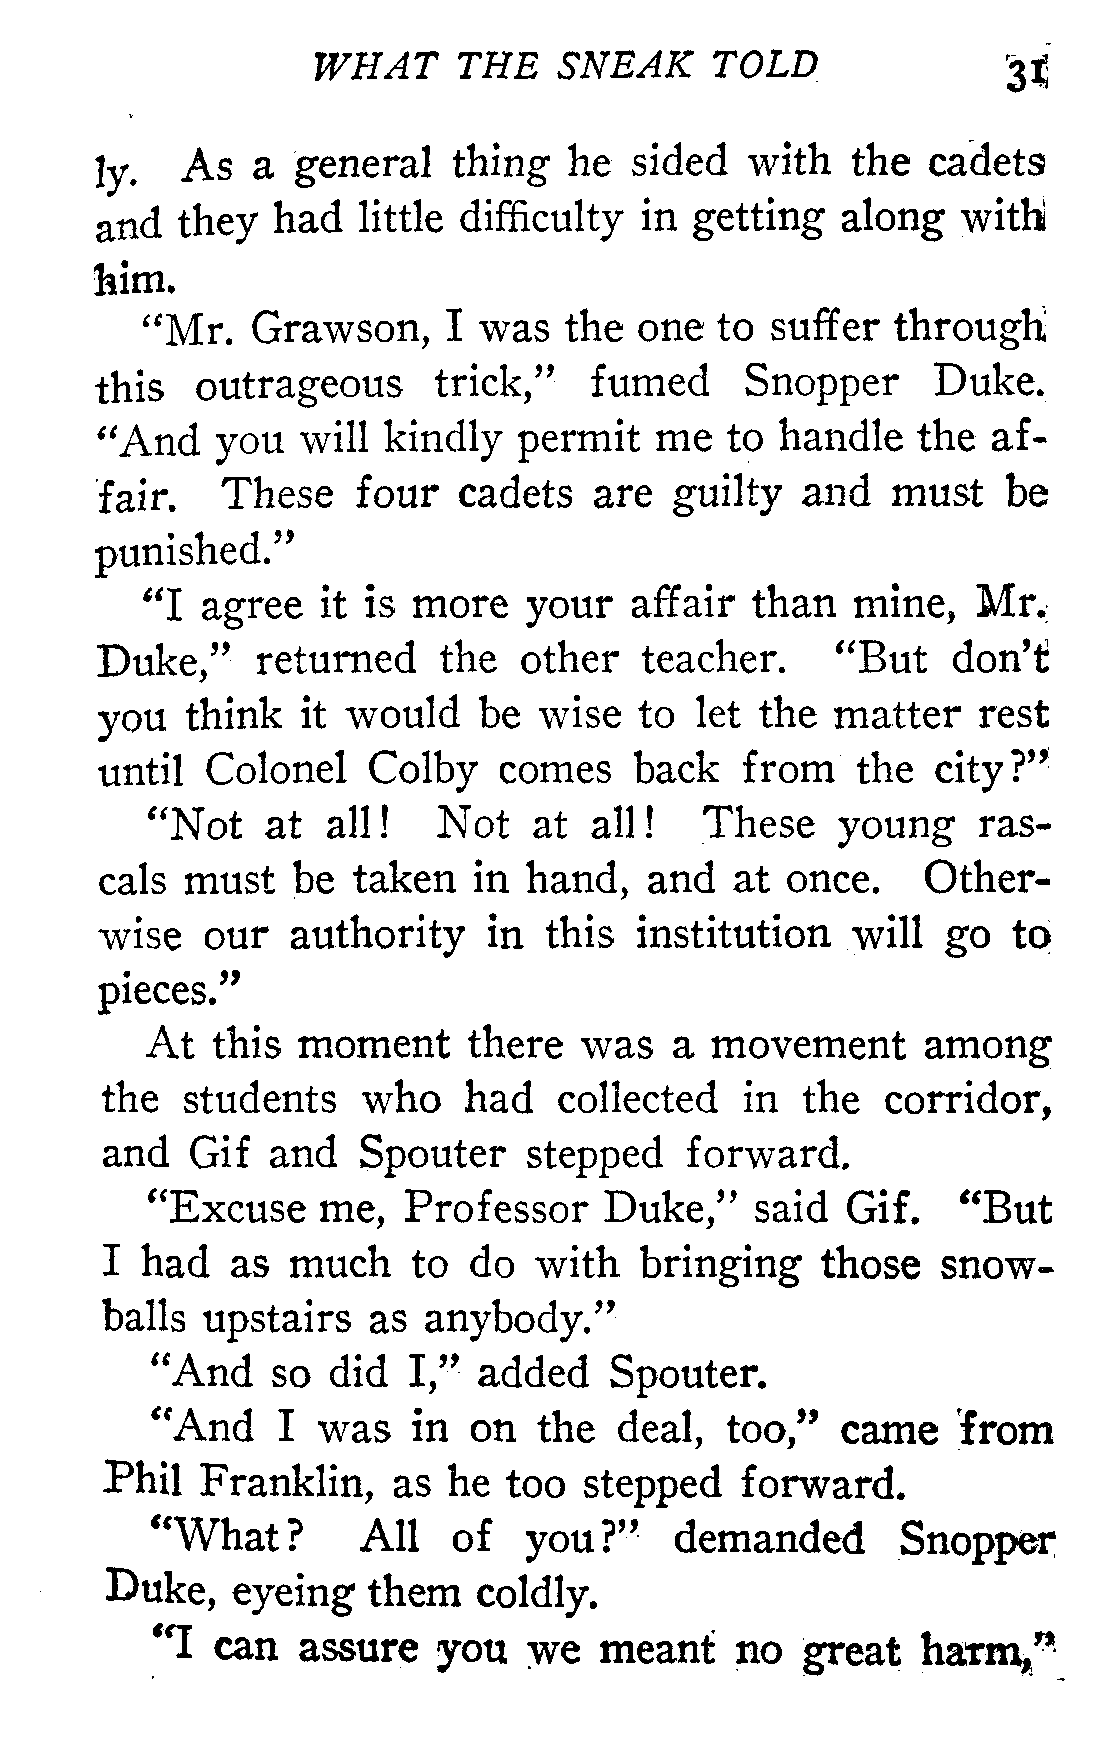 WHAT THE SNEAK TOLD 31
ly. As a general thing he sided with the cadets
and they had little difficulty in getting along with
him.
"Mr. Grawson, I was the one to suffer through
this outrageous trick," fumed Snopper Duke.
"And you will kindly permit me to handle the af-
fair. These four cadets are guilty and must be
punished."
"I agree it is more your affair than mine, Mr.
Duke," returned the other teacher. "But don't
you think it would be wise to let the matter rest
until Colonel Colby comes back from the city?"
"Not at all! Not at all! These young ras-
cals must be taken in hand, and at once. Other-
wise our authority in this institution will go to
pieces."
At this moment there was a movement among
the students who had collected in the corridor,
and Gif and Spouter stepped forward.
"Excuse me, Professor Duke," said Gif. "But
I had as much to do with bringing those snow-
balls upstairs as anybody."
"And so did I," added Spouter.
"And I was in on the deal, too," came from
Phil Franklin, as he too stepped forward.
"What? All of you?" demanded Snopper
Duke, eyeing them coldly.
"I can assure you we meant no great harm,"